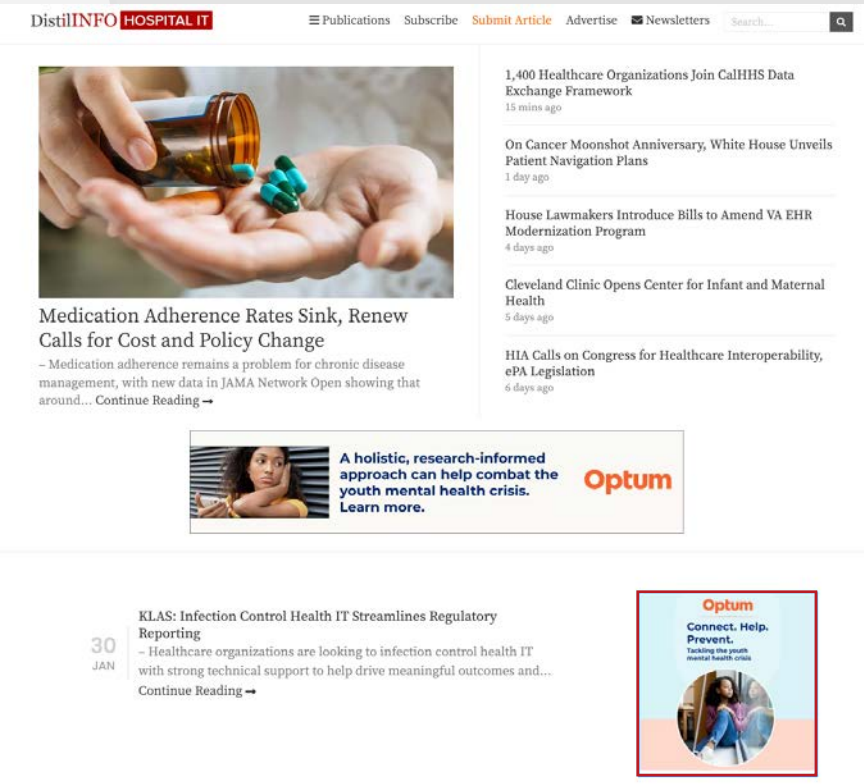 DistilINFO HOSPITAL IT
Publications Subscribe Submit Article Advertise Newsletters Search...
Medication Adherence Rates Sink, Renew
Calls for Cost and Policy Change
– Medication adherence remains a problem for chronic disease
management, with new data in JAMA Network Open showing that
around... Continue Reading ➞
1,400 Healthcare Organizations Join CalHHS Data
Exchange Framework
15 mins ago
On Cancer Moonshot Anniversary, White House Unveils
Patient Navigation Plans
1 day ago
House Lawmakers Introduce Bills to Amend VA EHR
Modernization Program
4 days ago
Cleveland Clinic Opens Center for Infant and Maternal
Health
5 days ago
HIA Calls on Congress for Healthcare Interoperability,
ePA Legislation
6 days ago
A holistic, research-informed
approach can help combat the
youth mental health crisis.
Learn more.
Optum
30
JAN
KLAS: Infection Control Health IT Streamlines Regulatory
Reporting
– Healthcare organizations are looking to infection control health IT
with strong technical support to help drive meaningful outcomes and...
Continue Reading ➞
Optum
Connect. Help.
Prevent.
Tackling the youth
mental health crisis